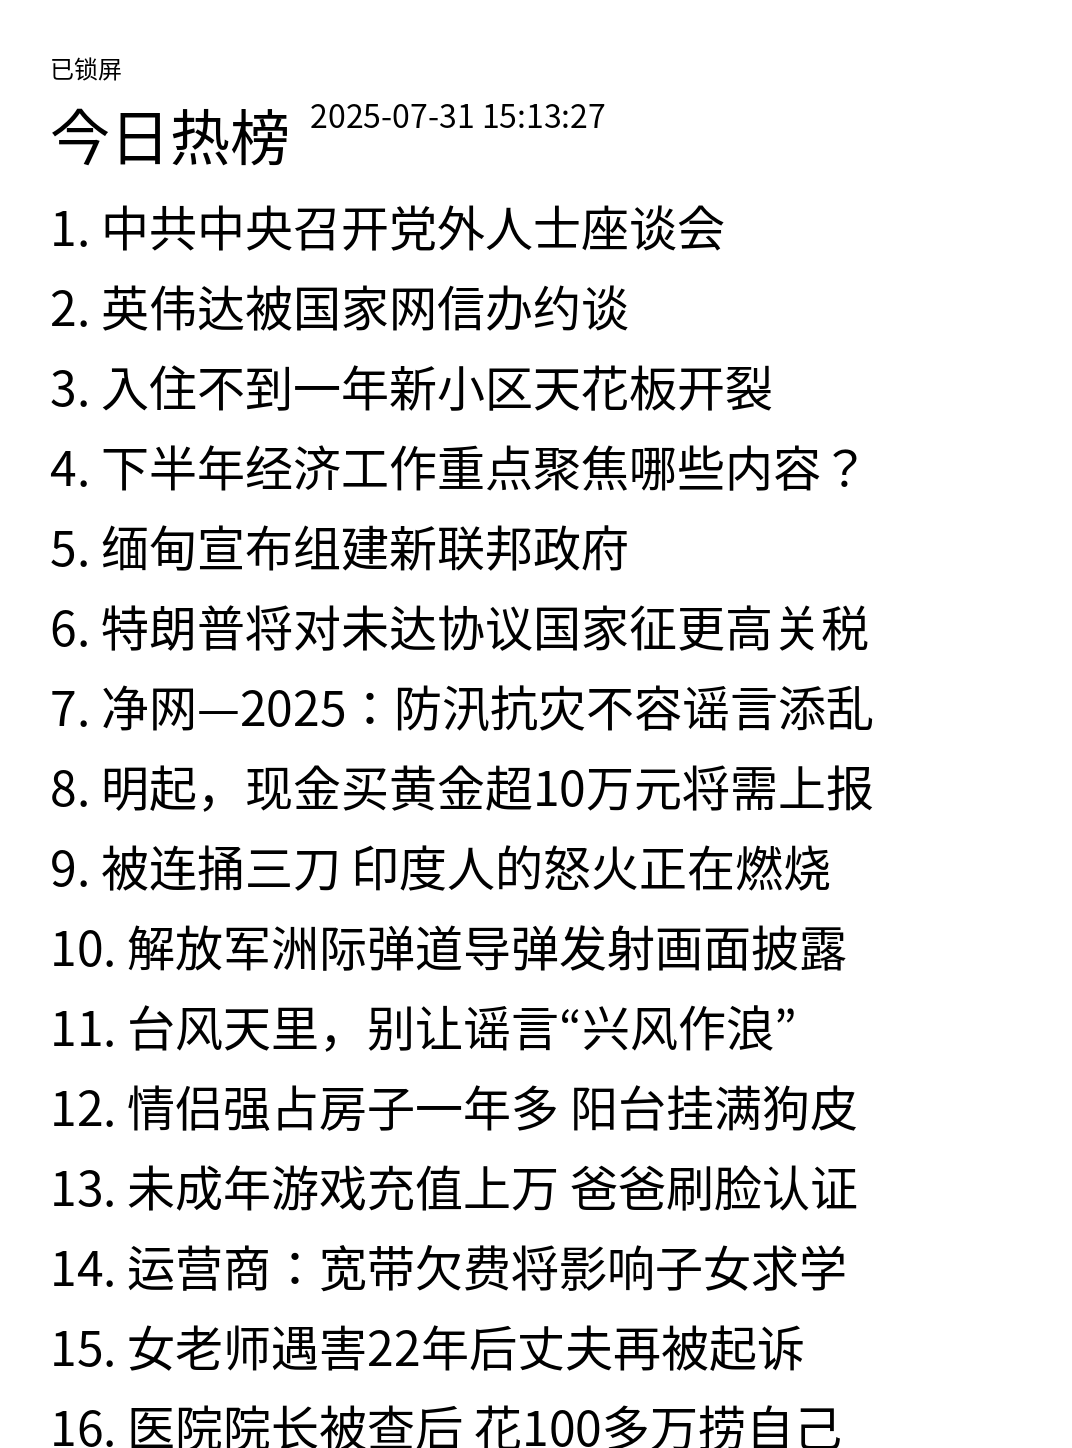 已锁屏
今日热榜 2025-07-31 15:13:27
1. 中共中央召开党外人士座谈会
2. 英伟达被国家网信办约谈
3. 入住不到一年新小区天花板开裂
4. 下半年经济工作重点聚焦哪些内容？
5. 缅甸宣布组建新联邦政府
6. 特朗普将对未达协议国家征更高关税
7. 净网—2025：防汛抗灾不容谣言添乱
8. 明起，现金买黄金超10万元将需上报
9. 被连捅三刀 印度人的怒火正在燃烧
10. 解放军洲际弹道导弹发射画面披露
11. 台风天里，别让谣言“兴风作浪”
12. 情侣强占房子一年多 阳台挂满狗皮
13. 未成年游戏充值上万 爸爸刷脸认证
14. 运营商：宽带欠费将影响子女求学
15. 女老师遇害22年后丈夫再被起诉
16. 医院院长被查后 花100多万捞自己